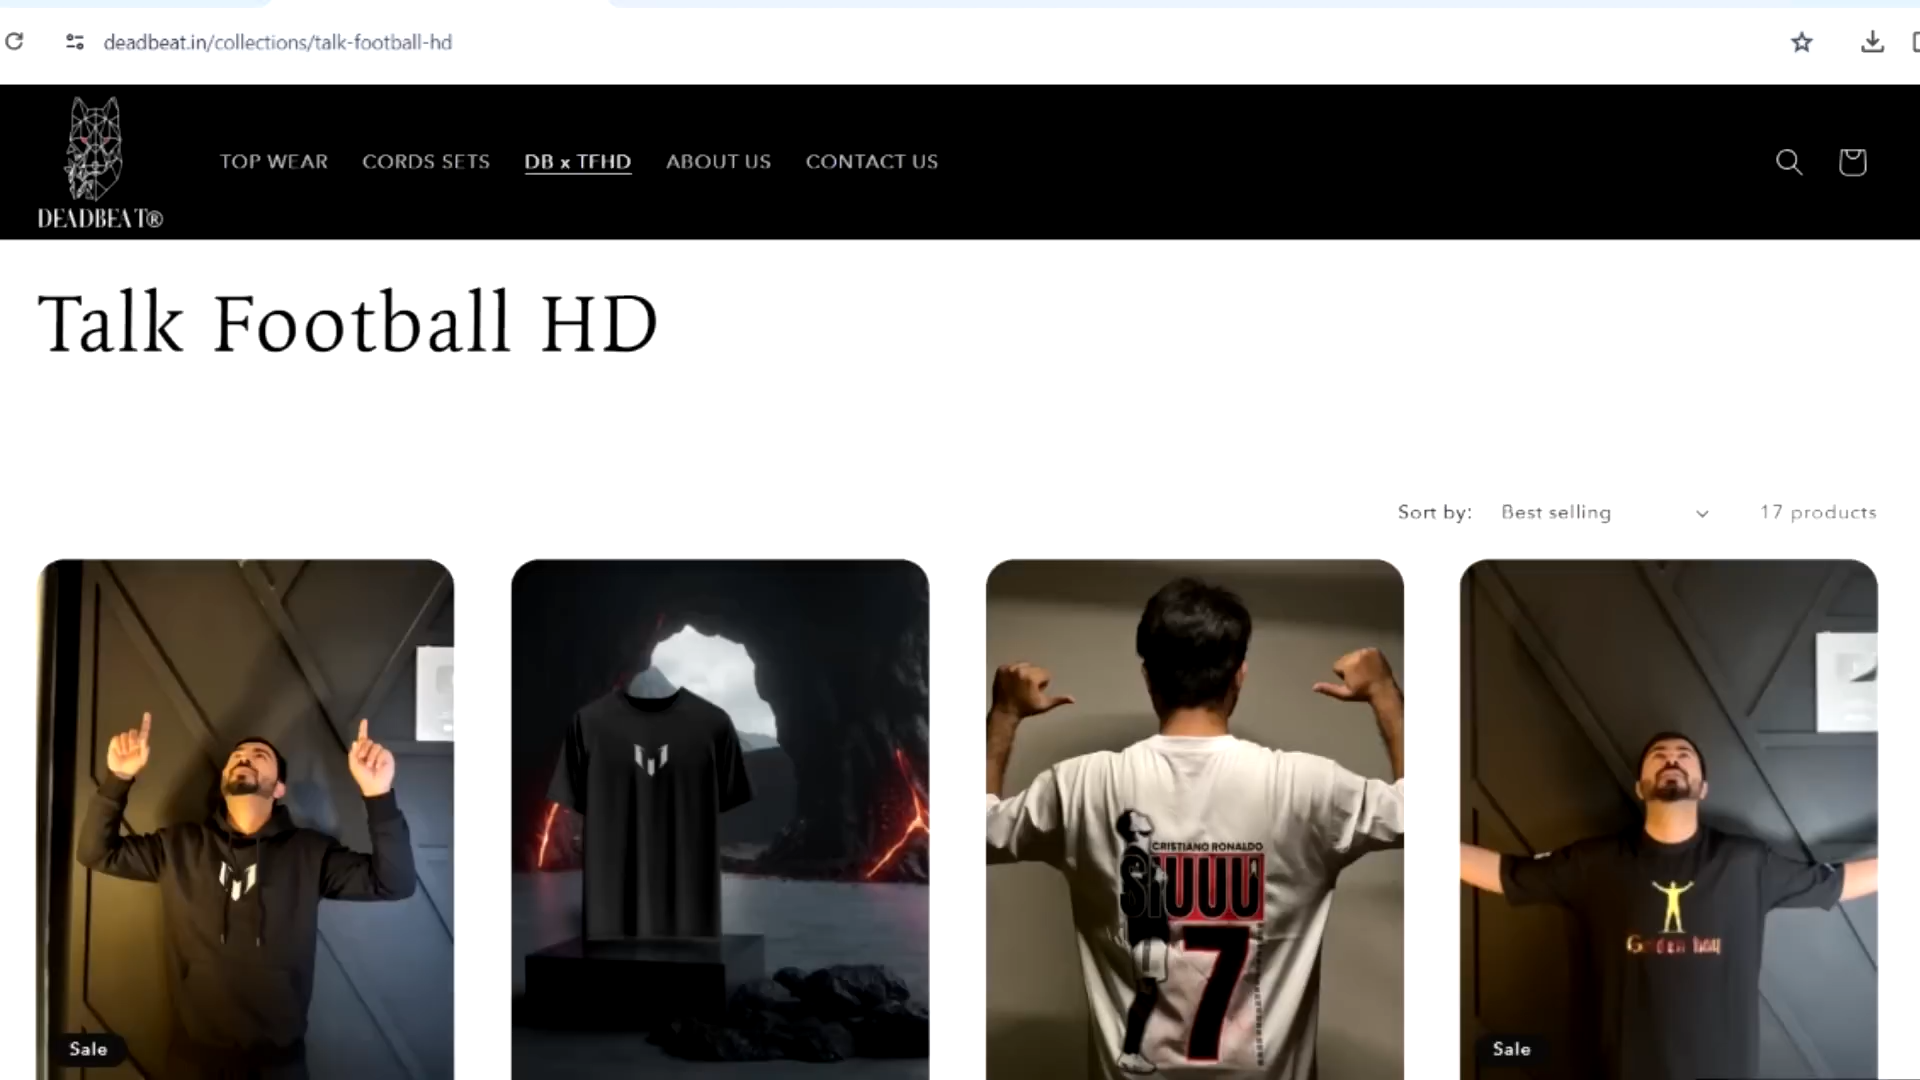 deadbeat.in/collections/talk-football-hd
DEADBEAT®
TOP WEAR CORDS SETS DB x TFHD ABOUT US CONTACT US
Talk Football HD
Sort by: Best selling 17 products
CRISTIANO RONALDO
SIUUU
7
Sale
Sale